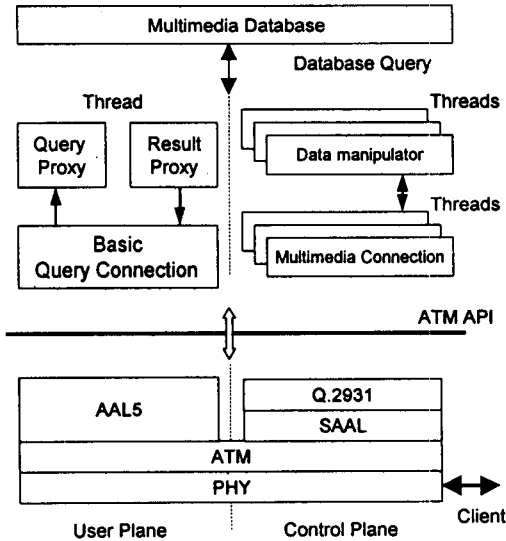 Multimedia Database
Database Query
Thread
Threads
Query
Proxy
Result
Proxy
Data manipulator
Threads
Basic
Query Connection
Multimedia Connection
ATM API
AAL5
Q.2931
SAAL
ATM
PHY
Client
User Plane
Control Plane